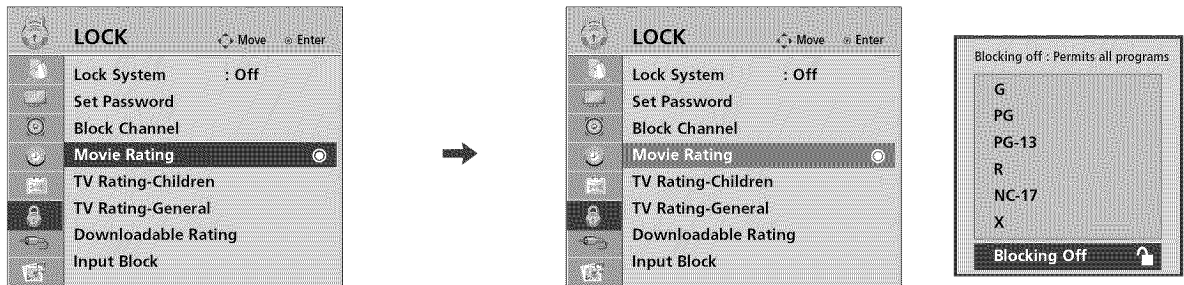 LOCK
Move Enter
Lock System : Off
Set Password
Block Channel
Movie Rating
TV Rating-Children
TV Rating-General
Downloadable Rating
Input Block
LOCK
Move Enter
Lock System : Off
Set Password
Block Channel
Movie Rating
TV Rating-Children
TV Rating-General
Downloadable Rating
Input Block
Blocking off : Permits all programs
G
PG
PG-13
R
NC-17
X
Blocking Off